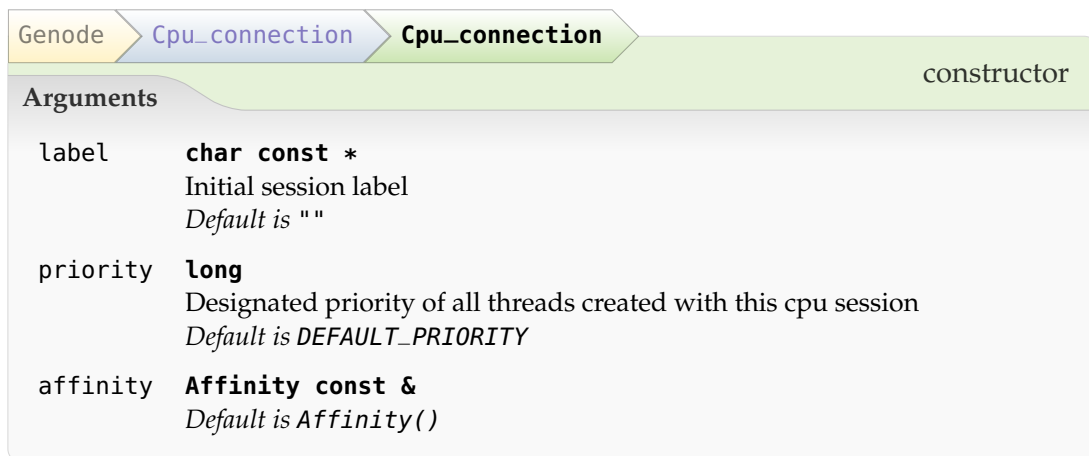 Genode Cpu_connection Cpu_connection
constructor
Arguments
label char const *
Initial session label
Default is ""
priority long
Designated priority of all threads created with this cpu session
Default is DEFAULT_PRIORITY
affinity Affinity const &
Default is Affinity()